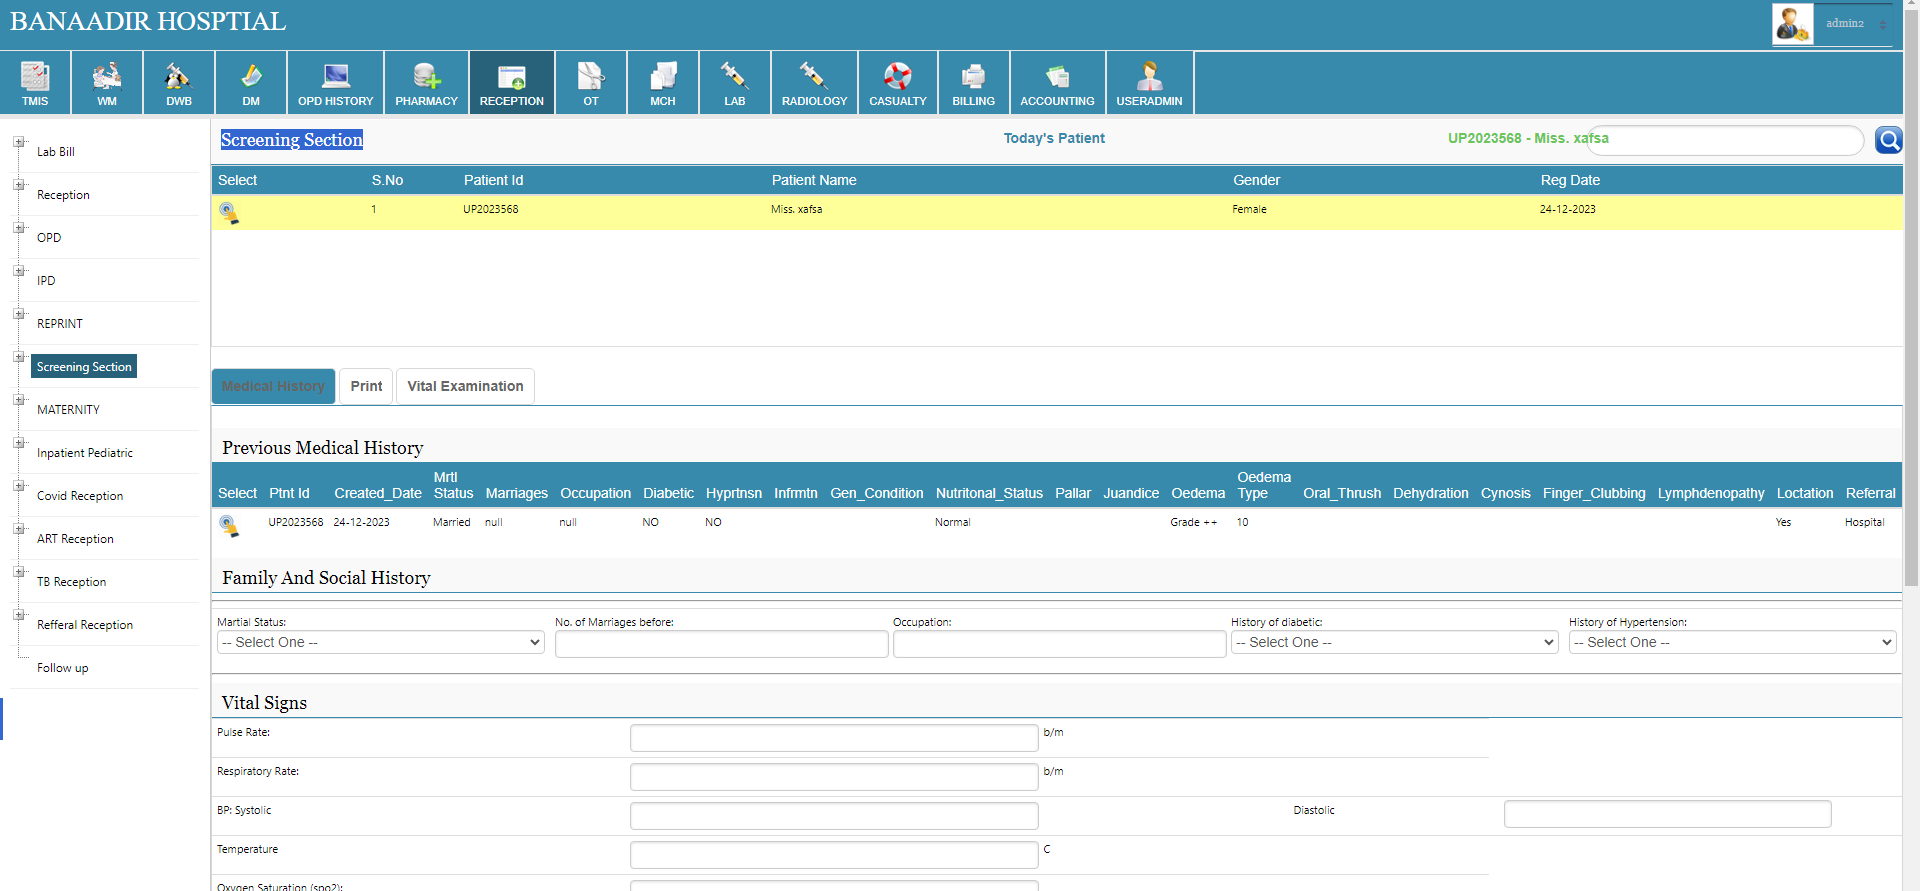 BANAADIR HOSPTIAL
admin2
TMIS WM DWB DM OPD HISTORY PHARMACY RECEPTION OT MCH LAB RADIOLOGY CASUALTY BILLING ACCOUNTING USERADMIN
Lab Bill
Reception
OPD
IPD
REPRINT
Screening Section
MATERNITY
Inpatient Pediatric
Covid Reception
ART Reception
TB Reception
Refferal Reception
Follow up
Screening Section Today's Patient UP2023568 - Miss. xafsa
Select S.No Patient Id Patient Name Gender Reg Date
1 UP2023568 Miss. xafsa Female 24-12-2023
Medical History Print Vital Examination
Previous Medical History
Select Ptnt Id Created_Date Mrtl Status Marriages Occupation Diabetic Hyprtnsn Infrmtn Gen_Condition Nutritonal_Status Pallar Juandice Oedema Oedema Type Oral_Thrush Dehydration Cynosis Finger_Clubbing Lymphdenopathy Loctation Referral
UP2023568 24-12-2023 Married null null NO NO Normal Grade ++ 10 Yes Hospital
Family And Social History
Martial Status: No. of Marriages before: Occupation: History of diabetic: History of Hypertension:
-- Select One -- -- Select One -- -- Select One --
Vital Signs
Pulse Rate: b/m
Respiratory Rate: b/m
BP: Systolic Diastolic
Temperature C
Oxygen Saturation (spo2):